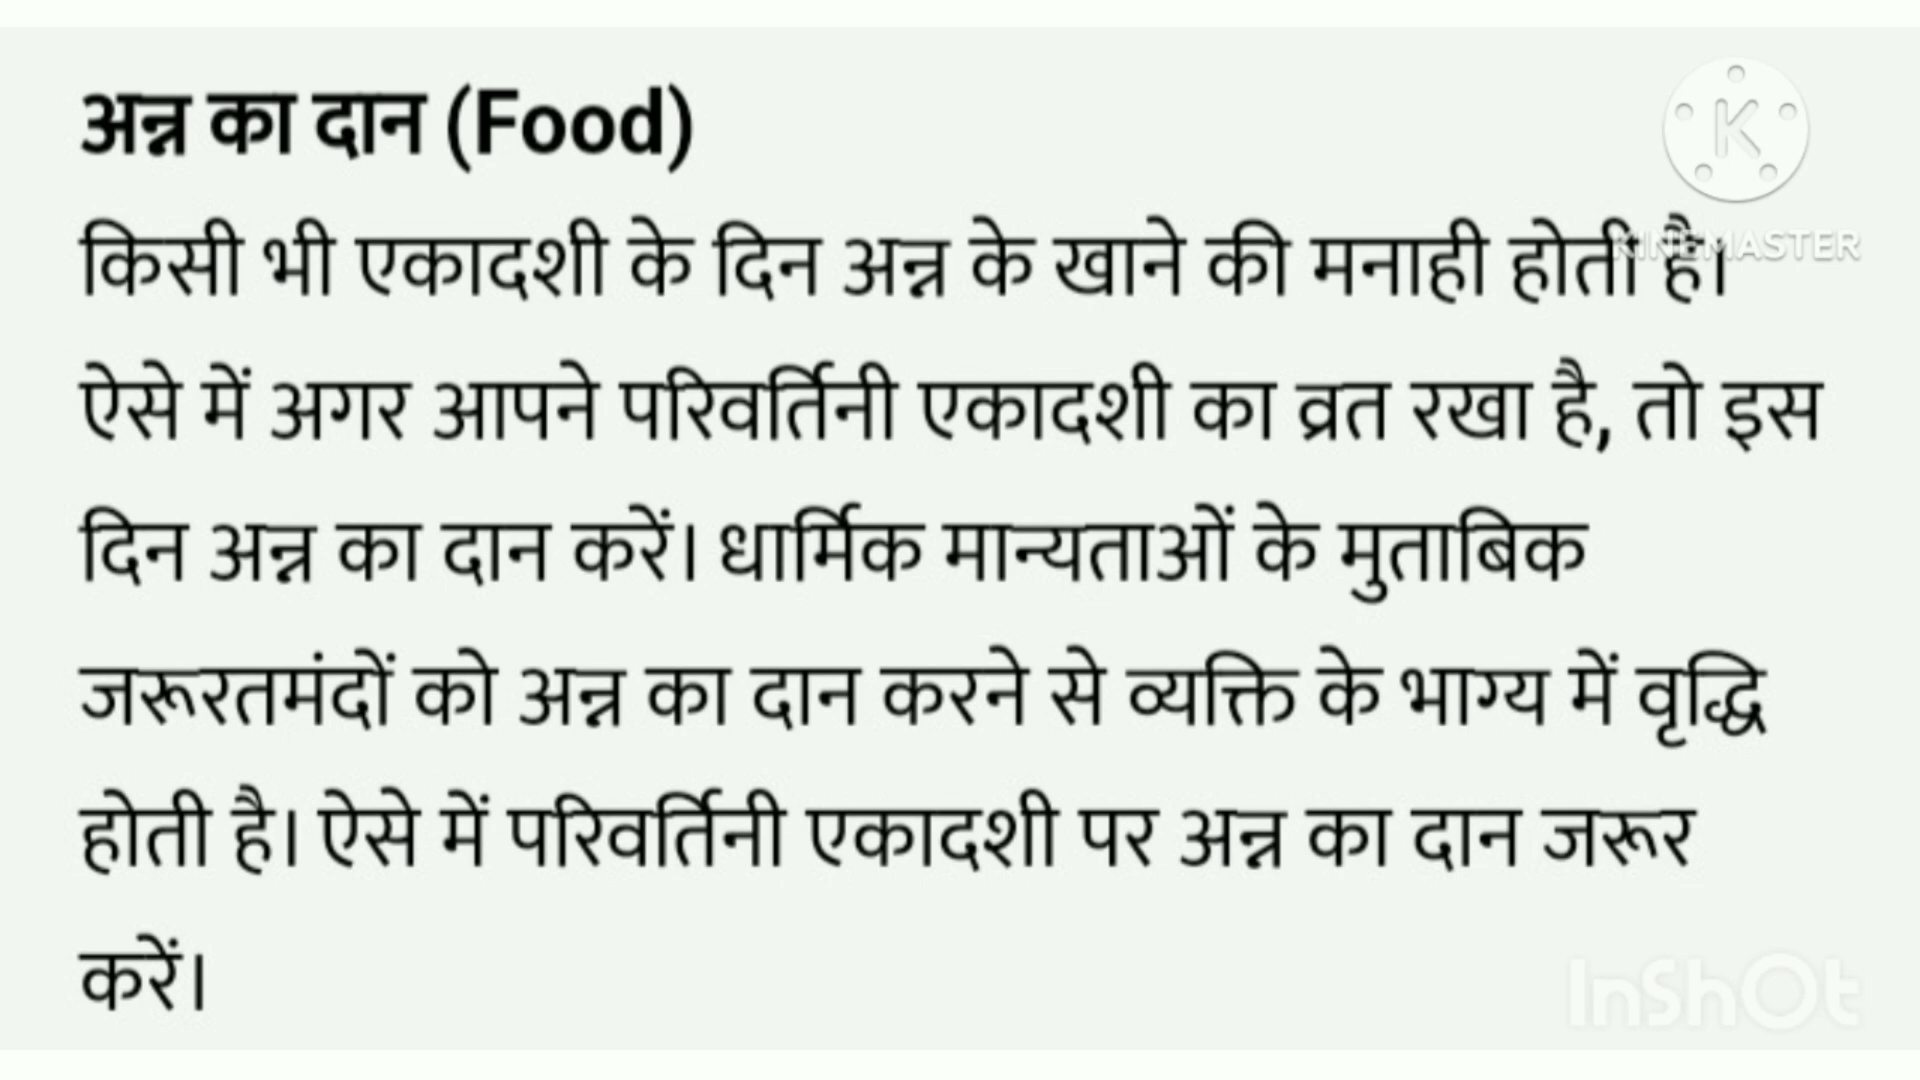 अन्न का दान (Food)
किसी भी एकादशी के दिन अन्न के खाने की मनाही होती है।
KINEMASTER
ऐसे में अगर आपने परिवर्तिनी एकादशी का व्रत रखा है, तो इस
दिन अन्न का दान करें। धार्मिक मान्यताओं के मुताबिक
जरूरतमंदों को अन्न का दान करने से व्यक्ति के भाग्य में वृद्धि
होती है। ऐसे में परिवर्तिनी एकादशी पर अन्न का दान जरूर
करें।
InShOt